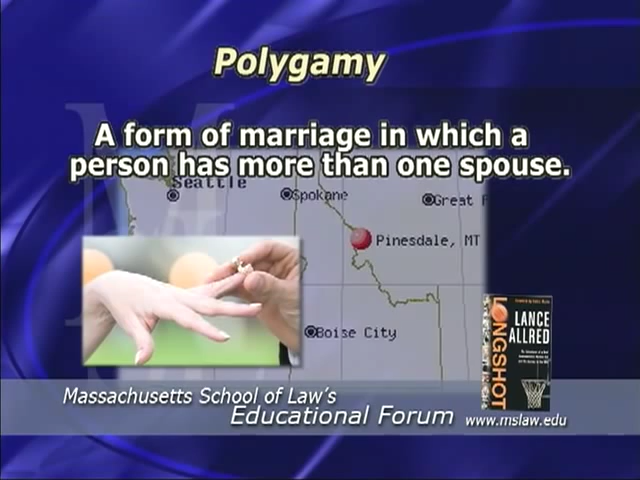 Polygamy
A form of marriage in which a
person has more than one spouse.
Seattle
Spokane
Great F
Pinesdale, MT
Boise City
LONGSHOT
LANCE
ALLRED
Massachusetts School of Law's
Educational Forum
www.mslaw.edu